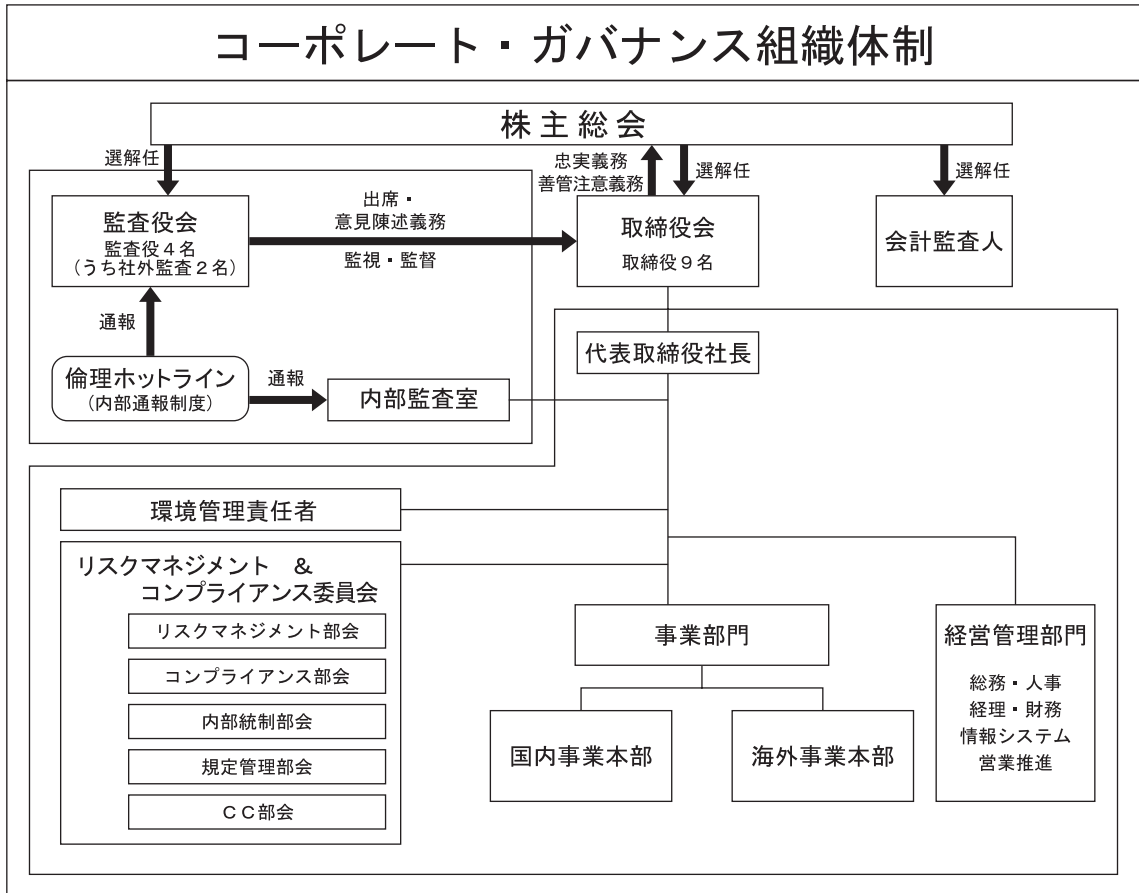 コーポレート・ガバナンス組織体制
株主総会
選解任
忠実義務
善管注意義務
選解任
選解任
監査役会
監査役４名
（うち社外監査２名）
出席・
意見陳述義務
監視・監督
取締役会
取締役９名
会計監査人
通報
代表取締役社長
倫理ホットライン
（内部通報制度）
通報
内部監査室
環境管理責任者
リスクマネジメント ＆
コンプライアンス委員会
リスクマネジメント部会
コンプライアンス部会
内部統制部会
規定管理部会
ＣＣ部会
事業部門
国内事業本部
海外事業本部
経営管理部門
総務・人事
経理・財務
情報システム
営業推進